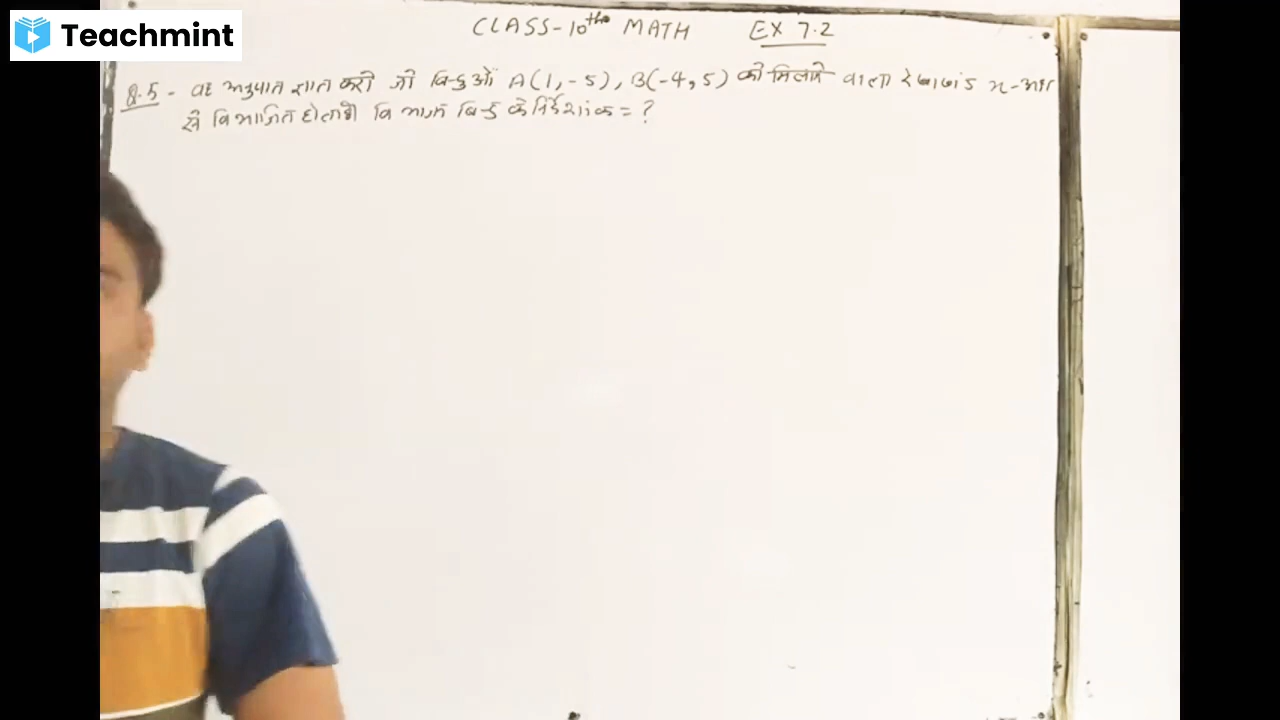 Teachmint
CLASS-10th MATH EX 7.2
Q.5 - वह अनुपात ज्ञात करो जो बिन्दुओं A(1,-5), B(-4,5) को मिलाने वाला रेखाखंड x-अक्ष
से विभाजित होता है। विभाजन बिन्दु के निर्देशांक = ?